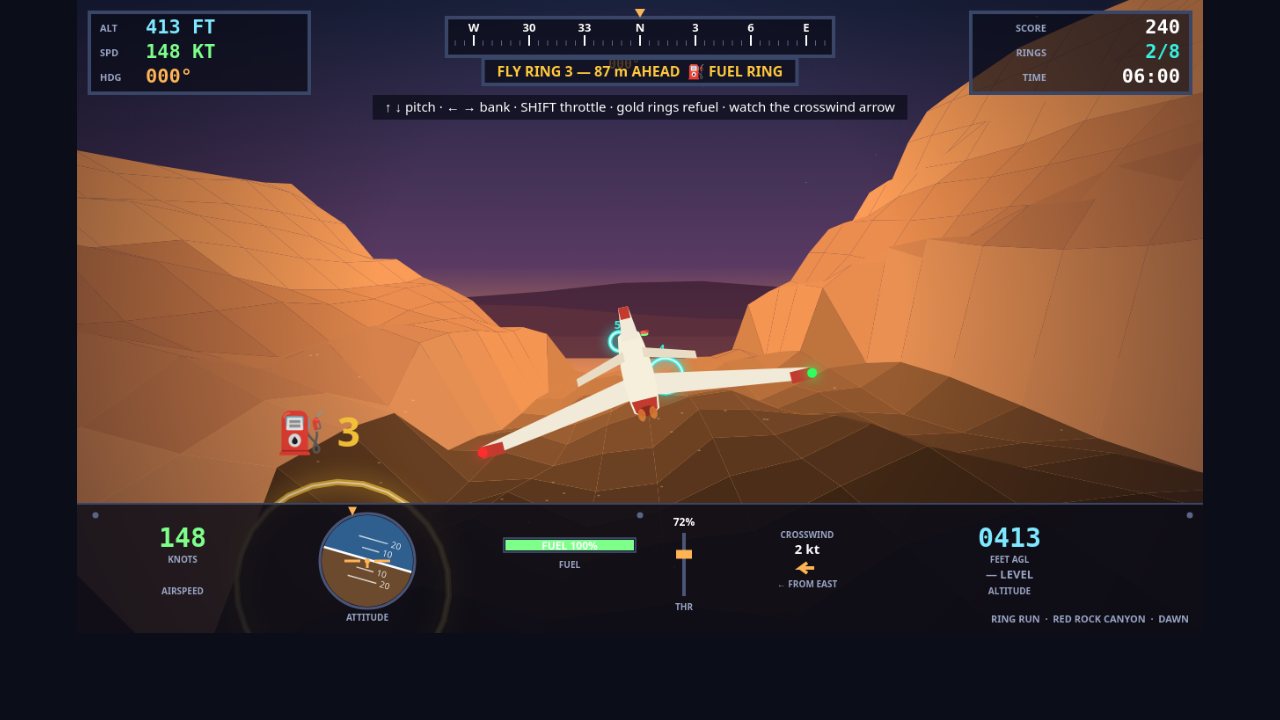 ALT 413 FT
SPD 148 KT
HDG 000°
W 30 33 N 3 6 E
000°
FLY RING 3 — 87 m AHEAD ⛽ FUEL RING
↑ ↓ pitch · ← → bank · SHIFT throttle · gold rings refuel · watch the crosswind arrow
SCORE 240
RINGS 2/8
TIME 06:00
5
4
⛽ 3
148
KNOTS
AIRSPEED
20
10
10
20
ATTITUDE
FUEL 100%
FUEL
72%
THR
CROSSWIND
2 kt
← FROM EAST
0413
FEET AGL
— LEVEL
ALTITUDE
RING RUN · RED ROCK CANYON · DAWN